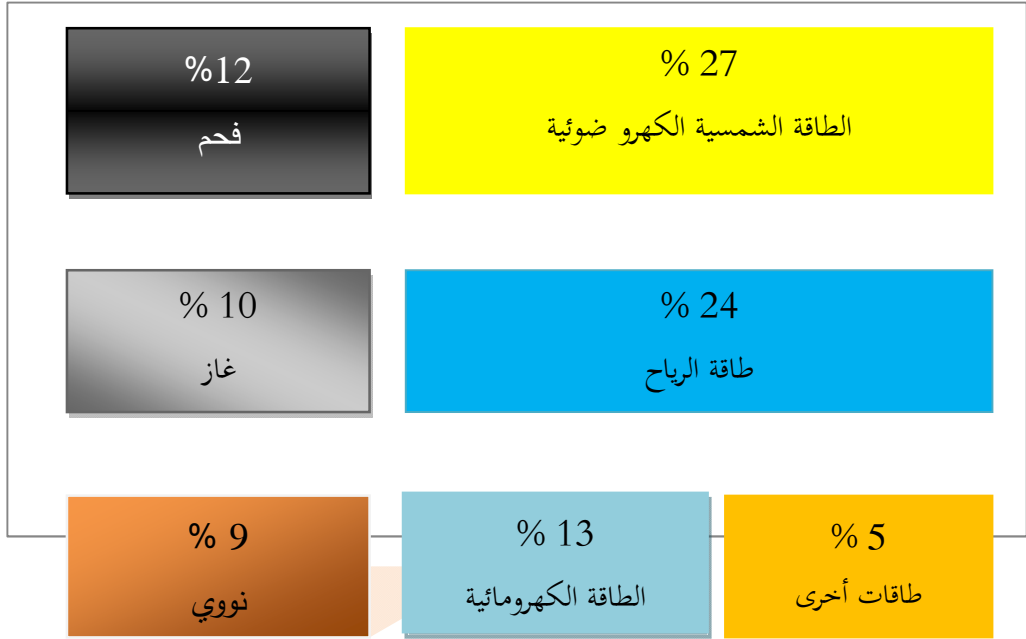 % 27
الطاقة الشمسية الكهرو ضوئية
%12
فحم
% 24
طاقة الرياح
% 10
غاز
% 5
طاقات أخرى
% 13
الطاقة الكهرومائية
% 9
نووي